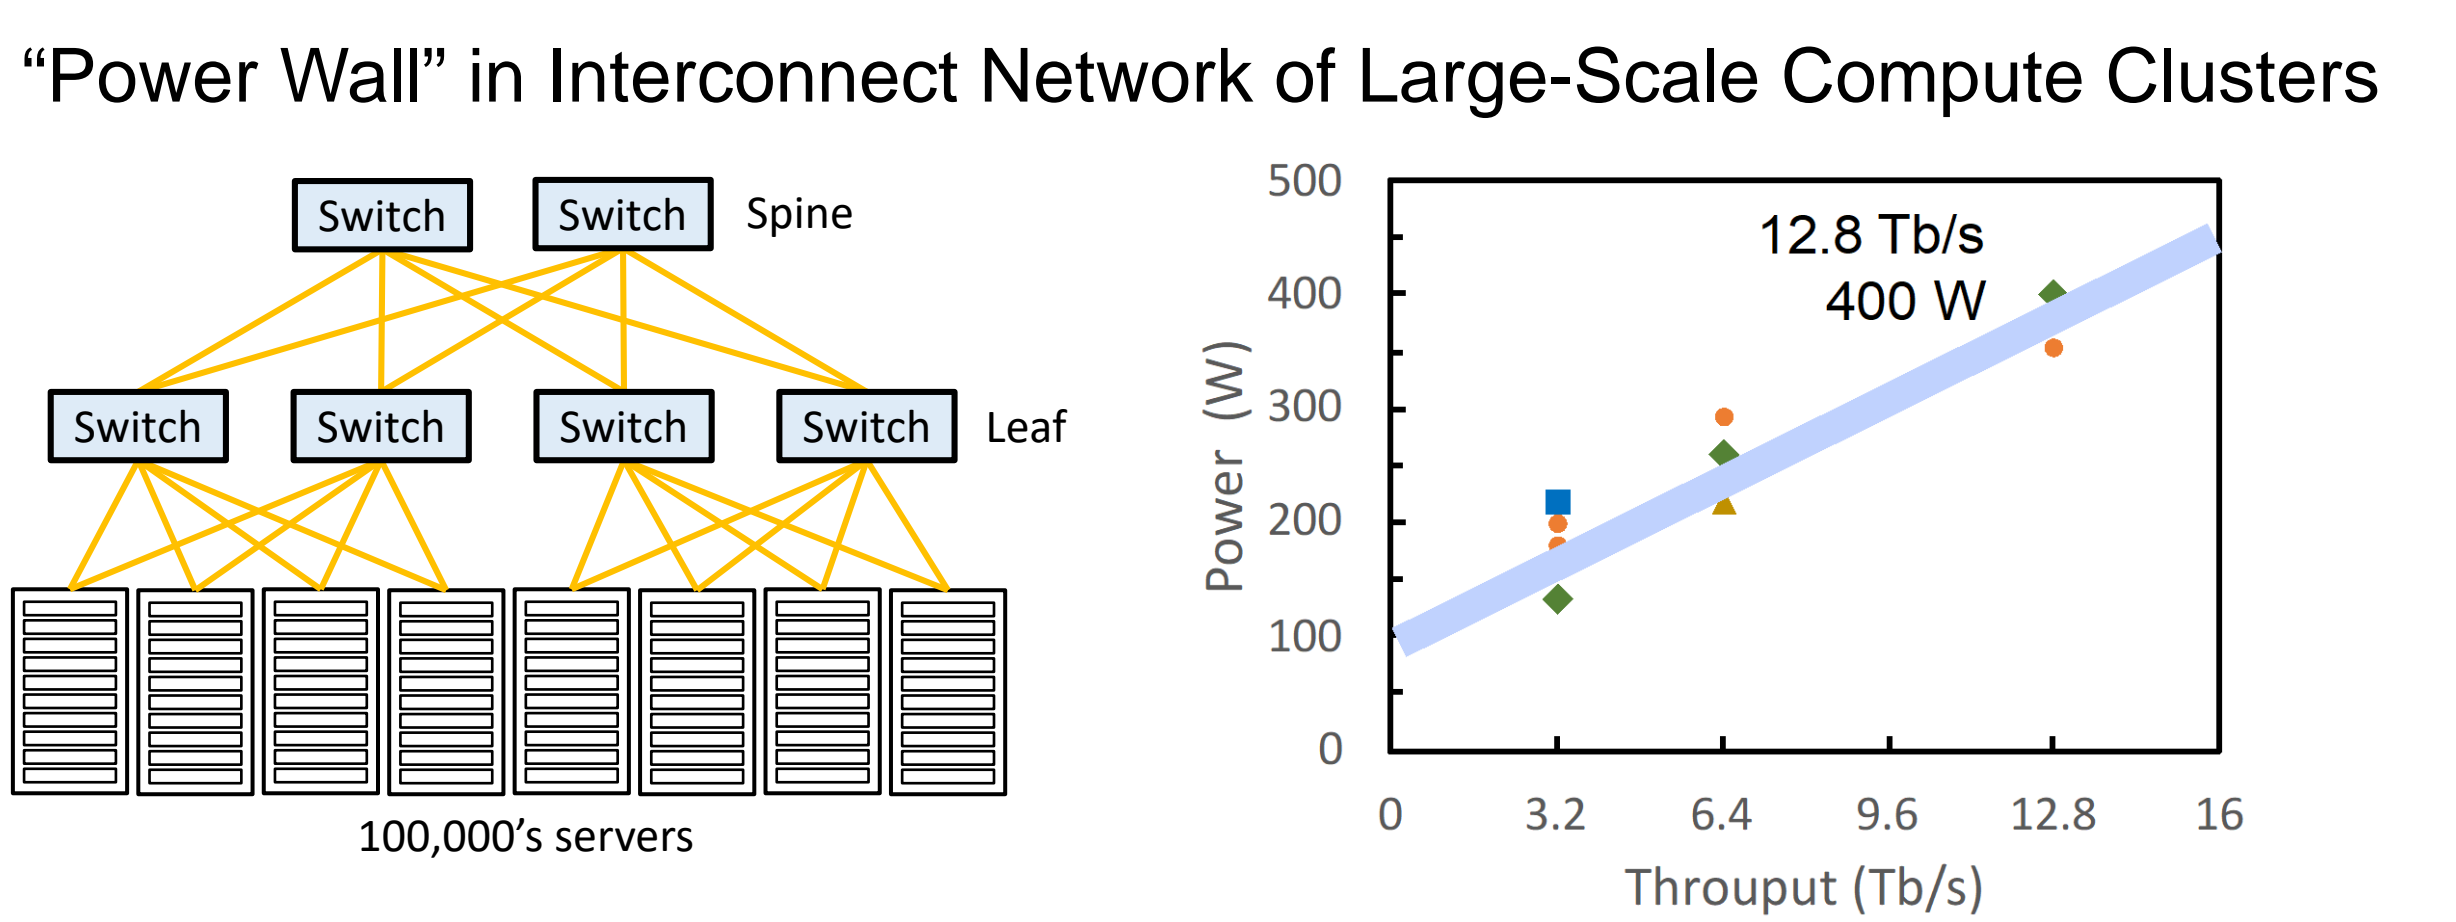 “Power Wall” in Interconnect Network of Large-Scale Compute Clusters
Switch Switch Spine
Switch Switch Switch Switch Leaf
100,000’s servers
500
400
300
200
100
0
Power (W)
12.8 Tb/s
400 W
0 3.2 6.4 9.6 12.8 16
Throuput (Tb/s)